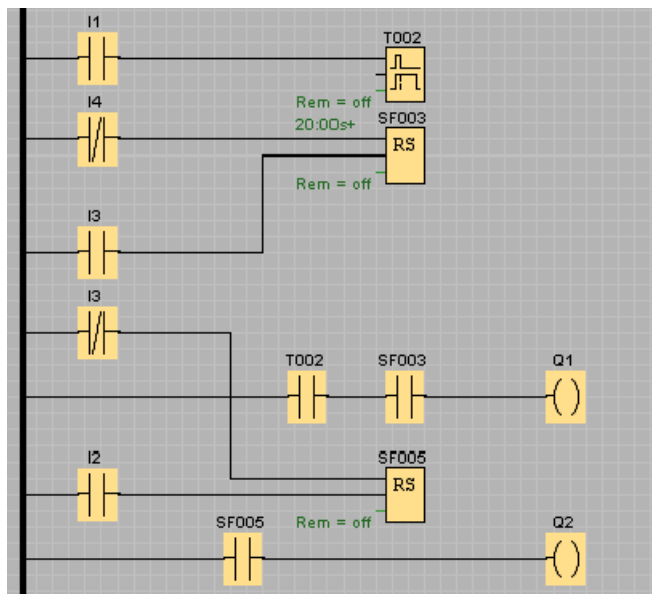 I1
T002
Rem = off
I4
20:00s+
SF003
RS
Rem = off
I3
I3
T002
SF003
Q1
I2
SF005
RS
SF005
Rem = off
Q2